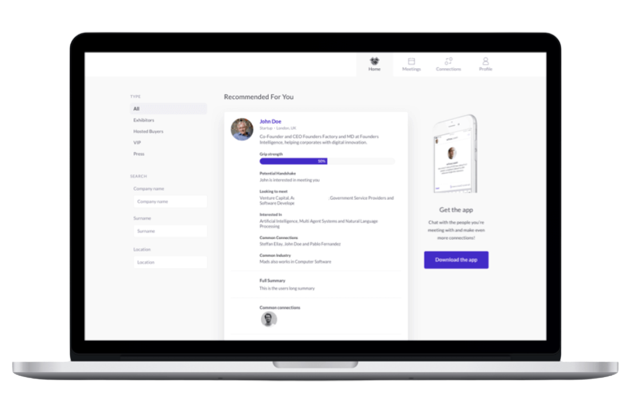 Home
Meetings
Connections
Profile
TYPE
All
Exhibitors
Hosted Buyers
VIP
Press
SEARCH
Company name
Company name
Surname
Surname
Location
Location
Recommended For You
John Doe
Startup - London, UK
Co-Founder and CEO Founders Factory and MD at Founders
Intelligence, helping corporates with digital innovation.
Grip strength
50%
Potential Handshake
John is interested in meeting you
Looking to meet
Venture Capital, .Government Service Providers and
Software Develope
Interested In
Artificial Intelligence, Multi Agent Systems and Natural Language
Processing
Common Connections
Steffan Elias, John Doe and Pablo Fernandez
Common Industry
also works in Computer Software
Full Summary
This is the users long summary
Common connections
Get the app
Chat with the people you're
meeting with and make even
more connections!
Download the app